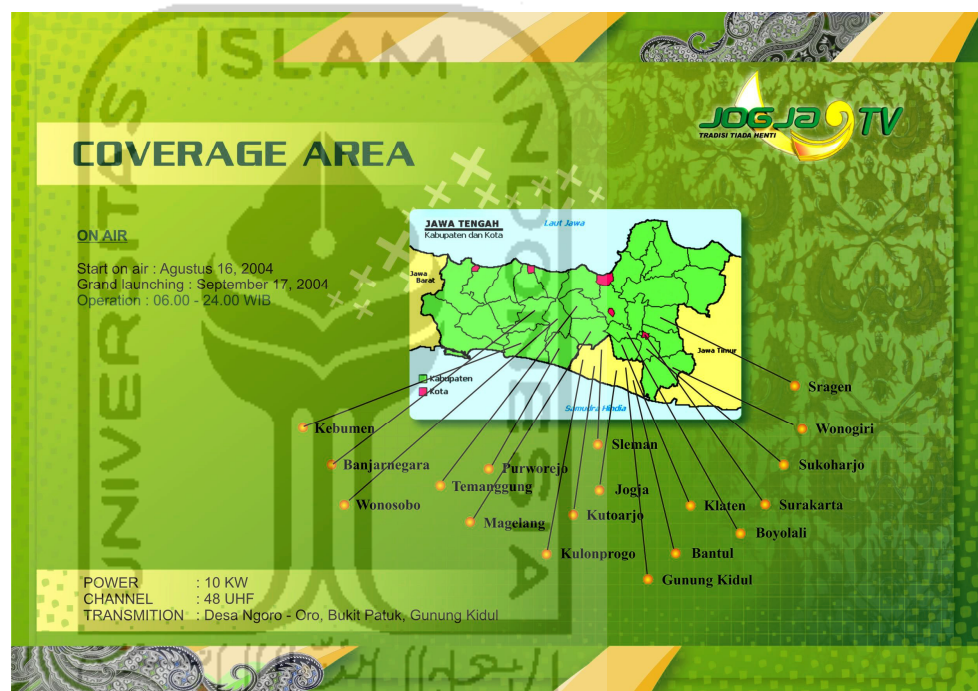 ISLAM
UNIVERSITAS
INDONESIA
JOGJA TV
TRADISI TIADA HENTI
COVERAGE AREA
ON AIR
Start on air : Agustus 16, 2004
Grand launching : September 17, 2004
Operation : 06.00 - 24.00 WIB
JAWA TENGAH
Kabupaten dan Kota
Laut Jawa
Jawa
Barat
Jawa Timur
Kabupaten
Kota
Samudra Hindia
Sragen
Kebumen
Wonogiri
Sleman
Banjarnegara
Purworejo
Sukoharjo
Temanggung
Jogja
Wonosobo
Klaten
Surakarta
Magelang
Kutoarjo
Boyolali
Kulonprogo
Bantul
Gunung Kidul
POWER : 10 KW
CHANNEL : 48 UHF
TRANSMITION : Desa Ngoro - Oro, Bukit Patuk, Gunung Kidul